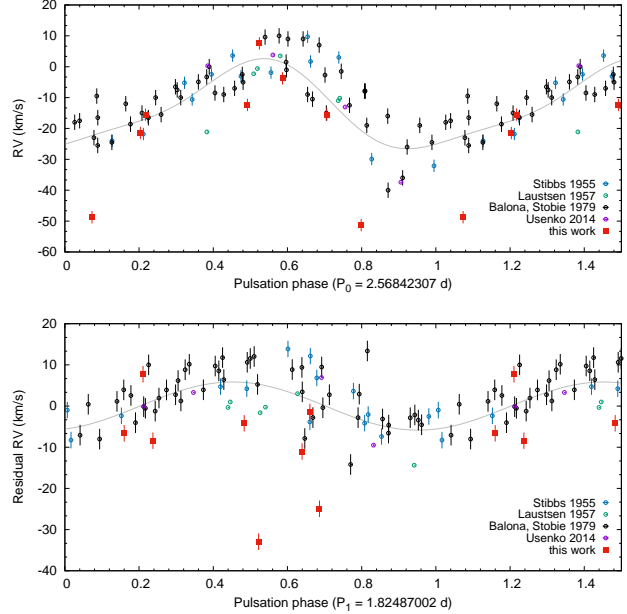 20
10
0
-10
-20
-30
-40
-50
-60
RV (km/s)
Stibbs 1955
Laustsen 1957
Balona, Stobie 1979
Usenko 2014
this work
0 0.2 0.4 0.6 0.8 1 1.2 1.4
Pulsation phase (P0 = 2.56842307 d)
20
10
0
-10
-20
-30
-40
Residual RV (km/s)
Stibbs 1955
Laustsen 1957
Balona, Stobie 1979
Usenko 2014
this work
0 0.2 0.4 0.6 0.8 1 1.2 1.4
Pulsation phase (P1 = 1.82487002 d)